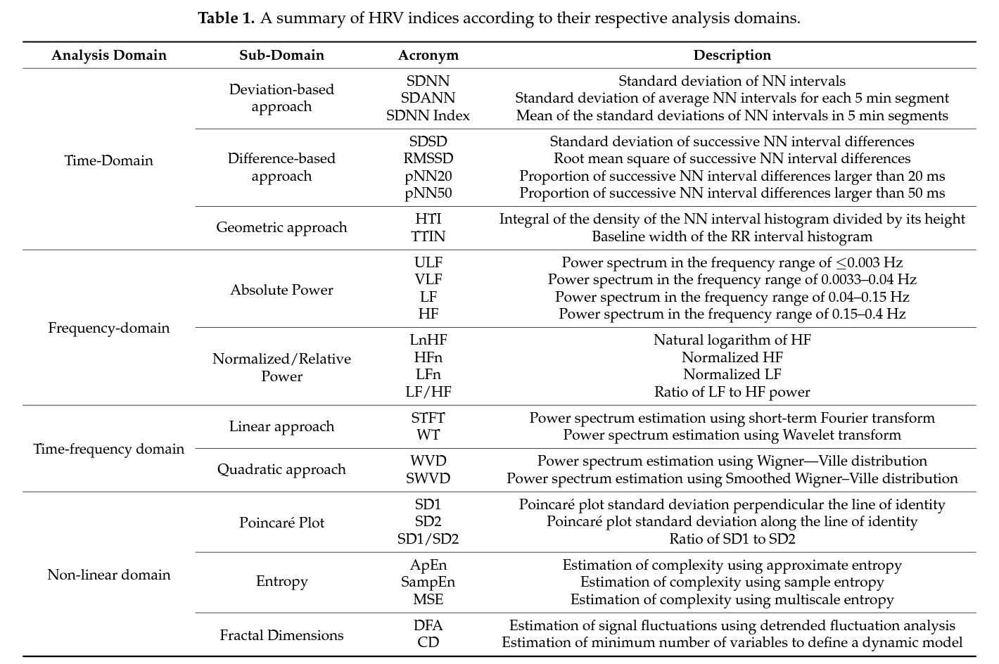 Table 1. A summary of HRV indices according to their respective analysis domains.
Analysis Domain Sub-Domain Acronym Description
Time-Domain
Deviation-based
approach
SDNN Standard deviation of NN intervals
SDANN Standard deviation of average NN intervals for each 5 min segment
SDNN Index Mean of the standard deviations of NN intervals in 5 min segments
Difference-based
approach
SDSD Standard deviation of successive NN interval differences
RMSSD Root mean square of successive NN interval differences
pNN20 Proportion of successive NN interval differences larger than 20 ms
pNN50 Proportion of successive NN interval differences larger than 50 ms
Geometric approach
HTI Integral of the density of the NN interval histogram divided by its height
TTIN Baseline width of the RR interval histogram
Frequency-domain
Absolute Power
ULF Power spectrum in the frequency range of ≤0.003 Hz
VLF Power spectrum in the frequency range of 0.0033–0.04 Hz
LF Power spectrum in the frequency range of 0.04–0.15 Hz
HF Power spectrum in the frequency range of 0.15–0.4 Hz
Normalized/Relative
Power
LnHF Natural logarithm of HF
HFn Normalized HF
LFn Normalized LF
LF/HF Ratio of LF to HF power
Time-frequency domain
Linear approach
STFT Power spectrum estimation using short-term Fourier transform
WT Power spectrum estimation using Wavelet transform
Quadratic approach
WVD Power spectrum estimation using Wigner—Ville distribution
SWVD Power spectrum estimation using Smoothed Wigner–Ville distribution
Non-linear domain
Poincaré Plot
SD1 Poincaré plot standard deviation perpendicular the line of identity
SD2 Poincaré plot standard deviation along the line of identity
SD1/SD2 Ratio of SD1 to SD2
Entropy
ApEn Estimation of complexity using approximate entropy
SampEn Estimation of complexity using sample entropy
MSE Estimation of complexity using multiscale entropy
Fractal Dimensions
DFA Estimation of signal fluctuations using detrended fluctuation analysis
CD Estimation of minimum number of variables to define a dynamic model